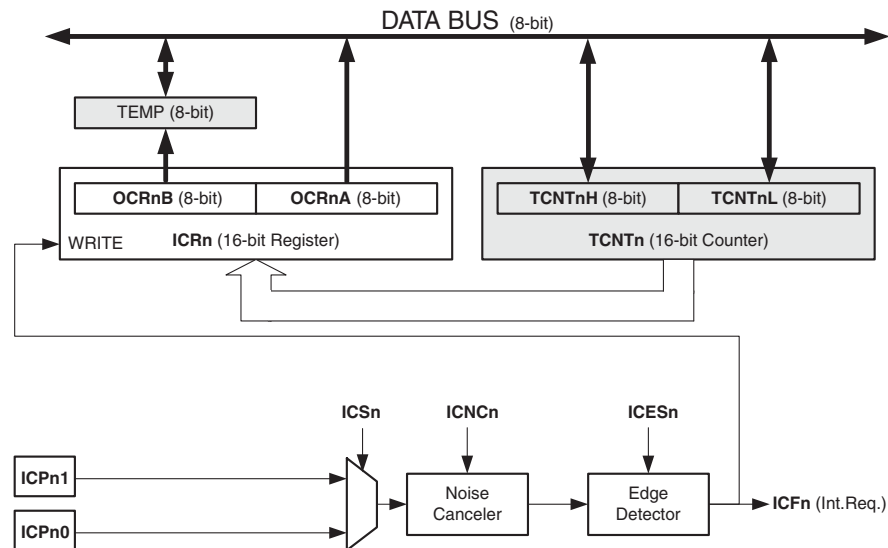 DATA BUS (8-bit)
TEMP (8-bit)
OCRnB (8-bit)
OCRnA (8-bit)
TCNTnH (8-bit)
TCNTnL (8-bit)
WRITE
ICRn (16-bit Register)
TCNTn (16-bit Counter)
ICSn
ICNCn
ICESn
ICPn1
Noise
Canceler
Edge
Detector
ICFn (Int.Req.)
ICPn0